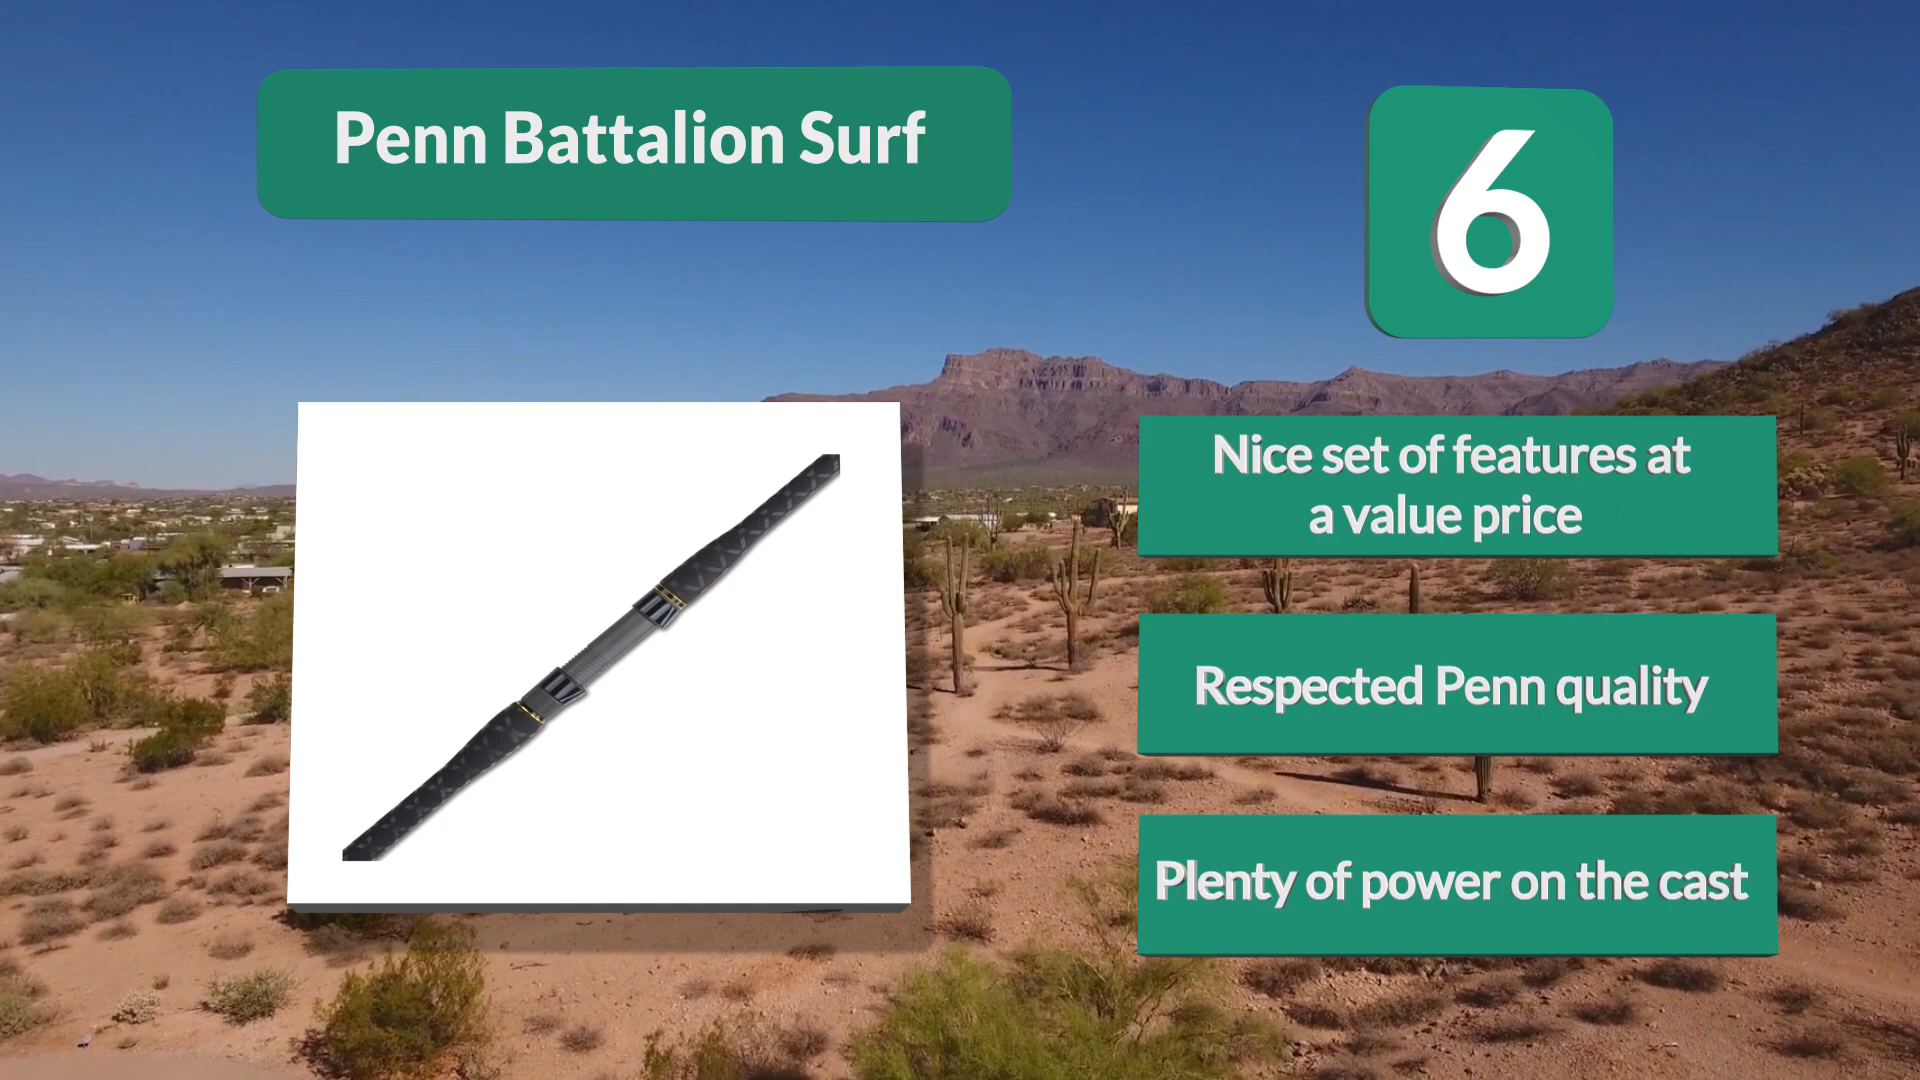 Penn Battalion Surf
6
Nice set of features at
a value price
Respected Penn quality
Plenty of power on the cast